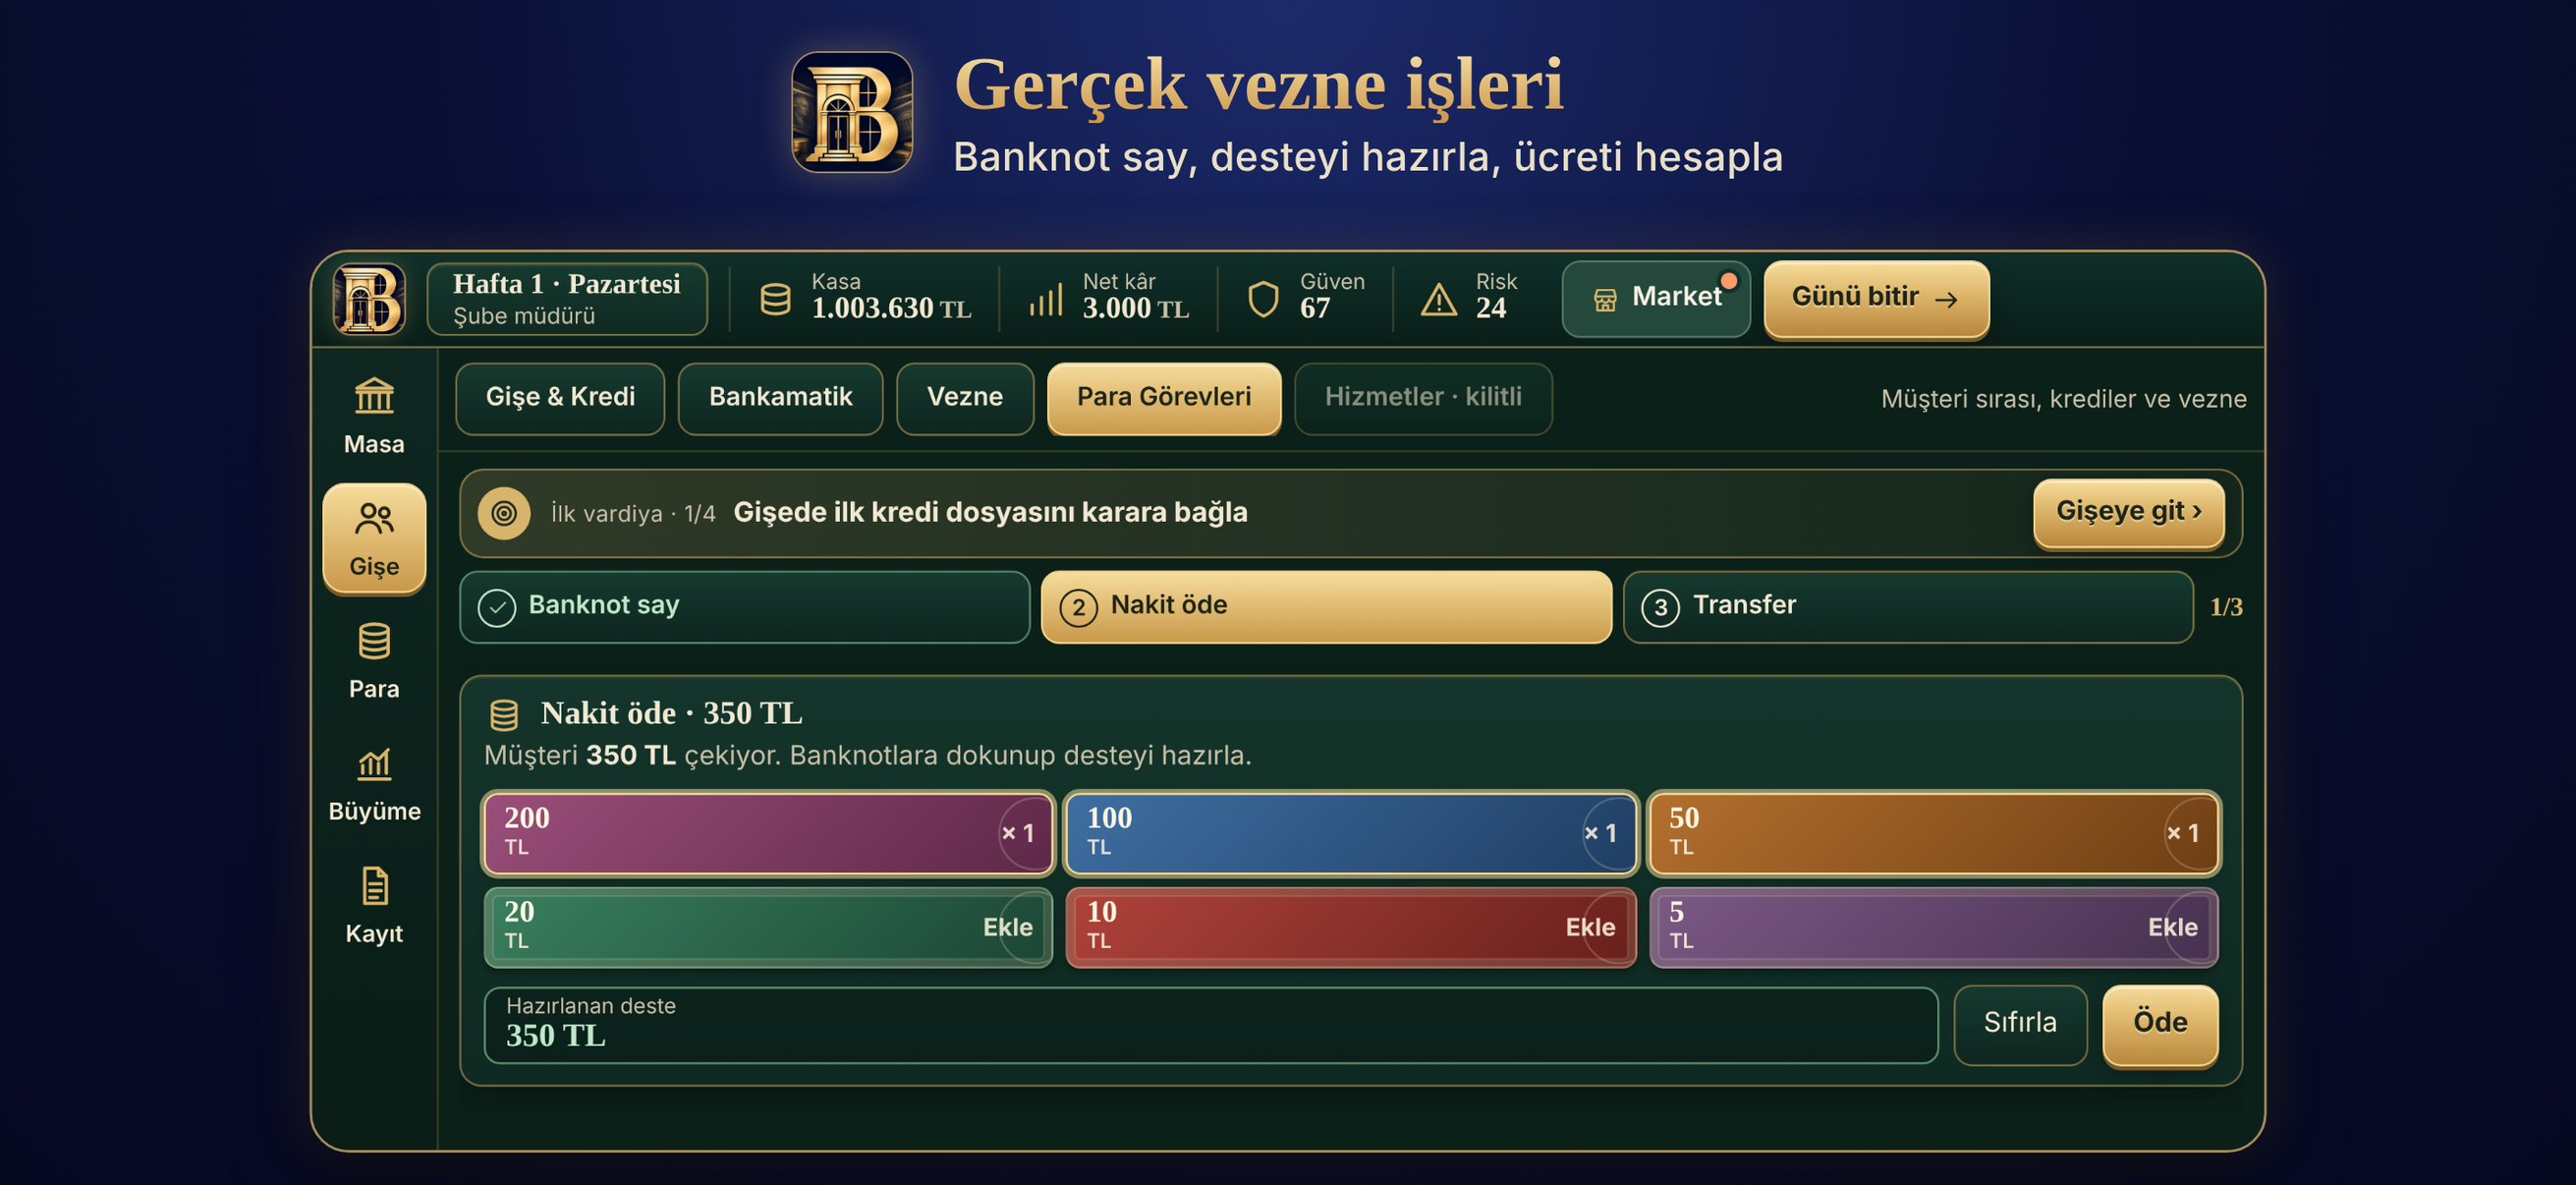 Gerçek vezne işleri
Banknot say, desteyi hazırla, ücreti hesapla
Hafta 1 · Pazartesi
Şube müdürü
Kasa
1.003.630 TL
Net kâr
3.000 TL
Güven
67
Risk
24
Market
Günü bitir →
Masa
Gişe
Para
Büyüme
Kayıt
Gişe & Kredi
Bankamatik
Vezne
Para Görevleri
Hizmetler · kilitli
Müşteri sırası, krediler ve vezne
İlk vardiya · 1/4 Gişede ilk kredi dosyasını karara bağla
Gişeye git ›
Banknot say
2 Nakit öde
3 Transfer
1/3
Nakit öde · 350 TL
Müşteri 350 TL çekiyor. Banknotlara dokunup desteyi hazırla.
200
TL
× 1
100
TL
× 1
50
TL
× 1
20
TL
Ekle
10
TL
Ekle
5
TL
Ekle
Hazırlanan deste
350 TL
Sıfırla
Öde